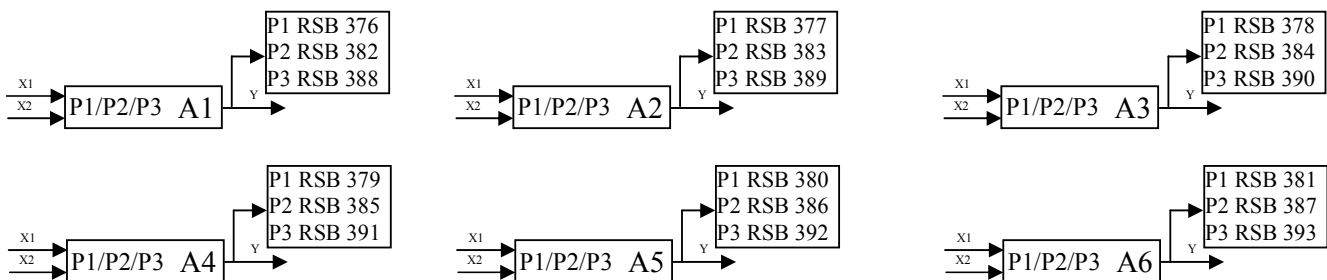 P1 RSB 376
P2 RSB 382
P3 RSB 388
X1
X2
P1/P2/P3 A1
Y
P1 RSB 377
P2 RSB 383
P3 RSB 389
X1
X2
P1/P2/P3 A2
Y
P1 RSB 378
P2 RSB 384
P3 RSB 390
X1
X2
P1/P2/P3 A3
Y
P1 RSB 379
P2 RSB 385
P3 RSB 391
X1
X2
P1/P2/P3 A4
Y
P1 RSB 380
P2 RSB 386
P3 RSB 392
X1
X2
P1/P2/P3 A5
Y
P1 RSB 381
P2 RSB 387
P3 RSB 393
X1
X2
P1/P2/P3 A6
Y